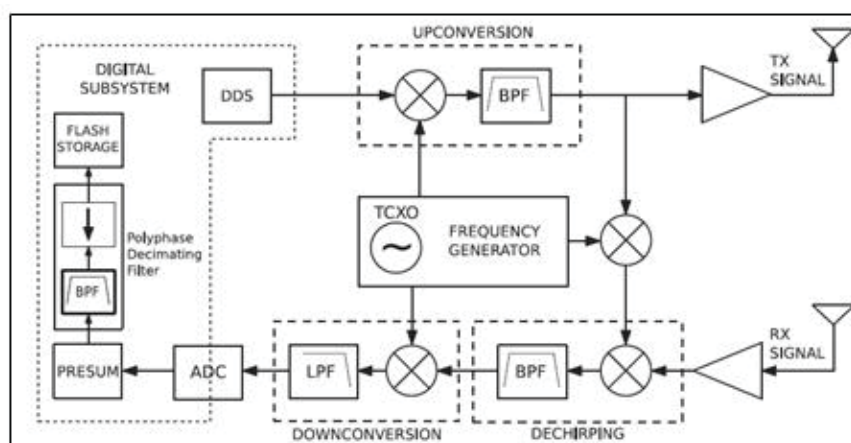 UPCONVERSION
DIGITAL
SUBSYSTEM
DDS
BPF
TX
SIGNAL
FLASH
STORAGE
TCXO
~
FREQUENCY
GENERATOR
Polyphase
Decimating
Filter
BPF
RX
SIGNAL
PRESUM
ADC
LPF
BPF
DOWNCONVERSION
DECHIRPING